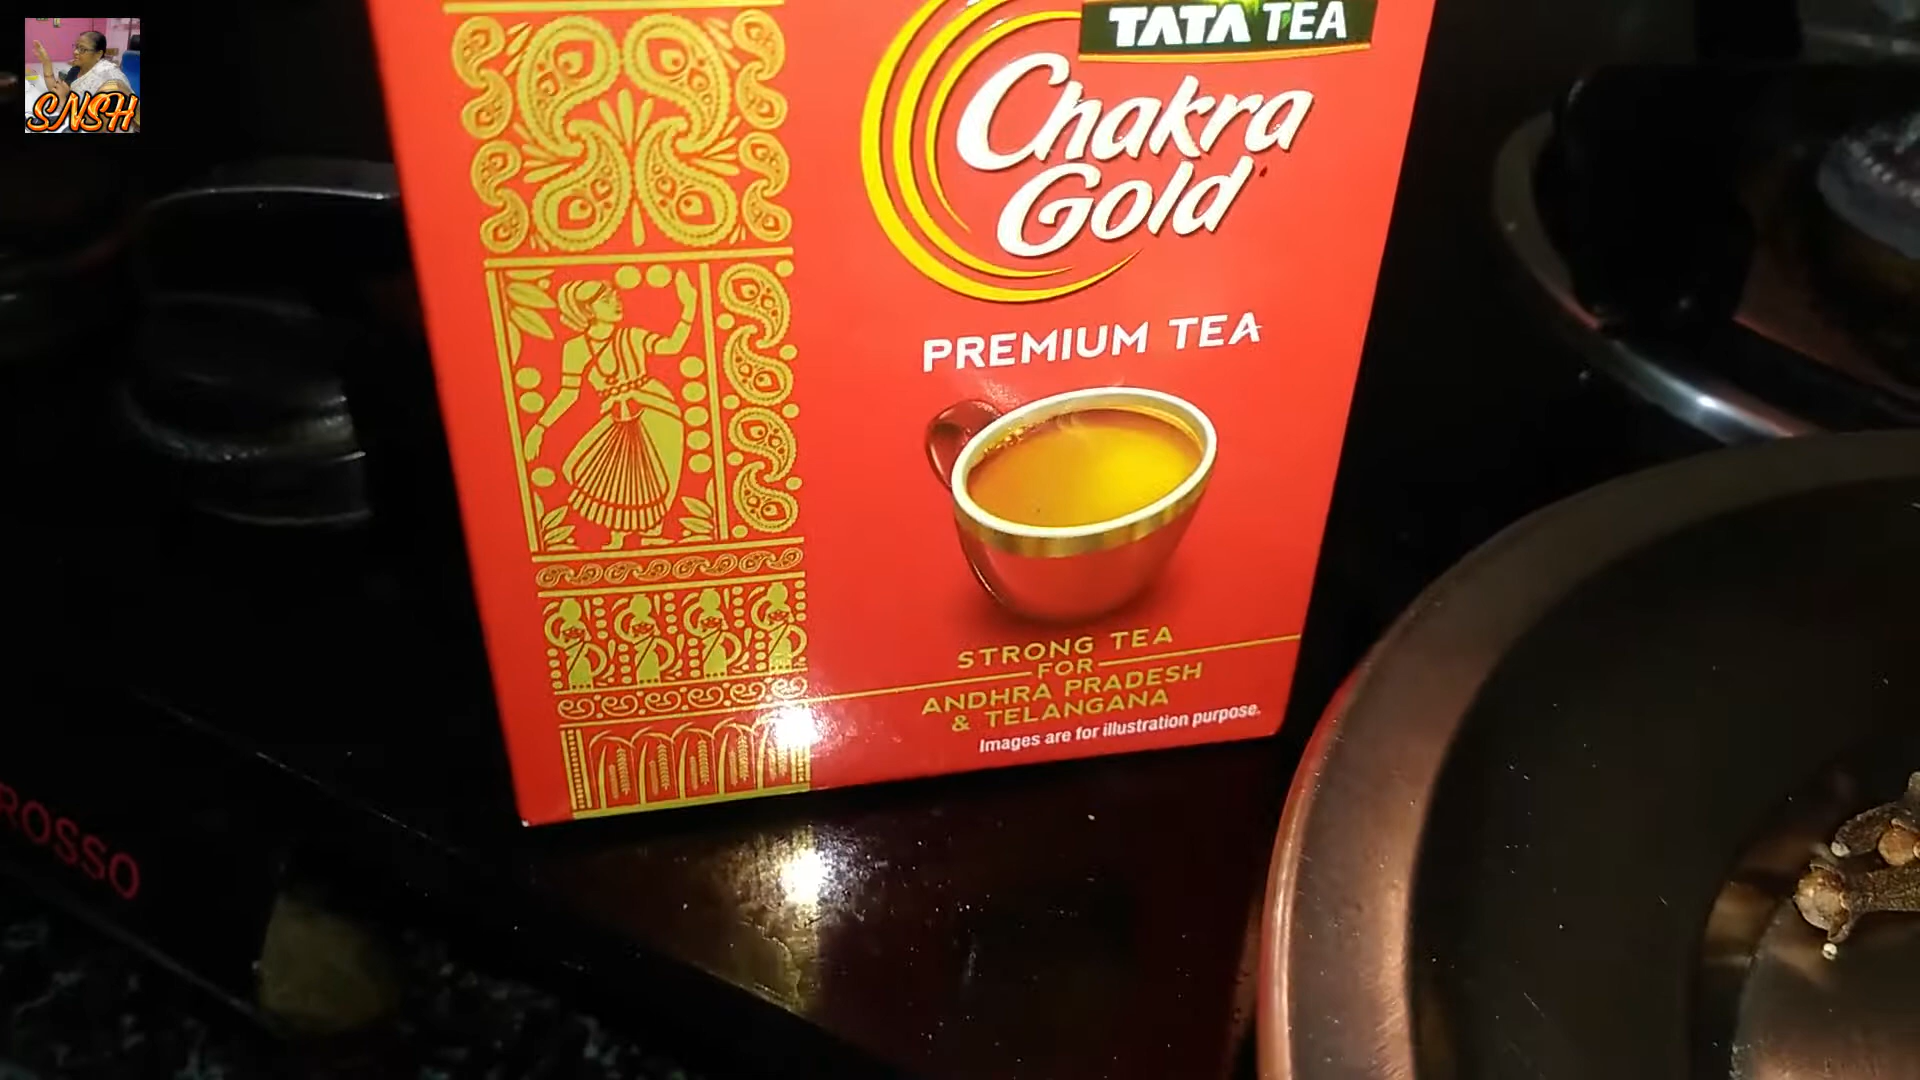 SNSH
TATA TEA
Chakra
Gold
PREMIUM TEA
STRONG TEA
FOR
ANDHRA PRADESH
& TELANGANA
Images are for illustration purpose.
ROSSO